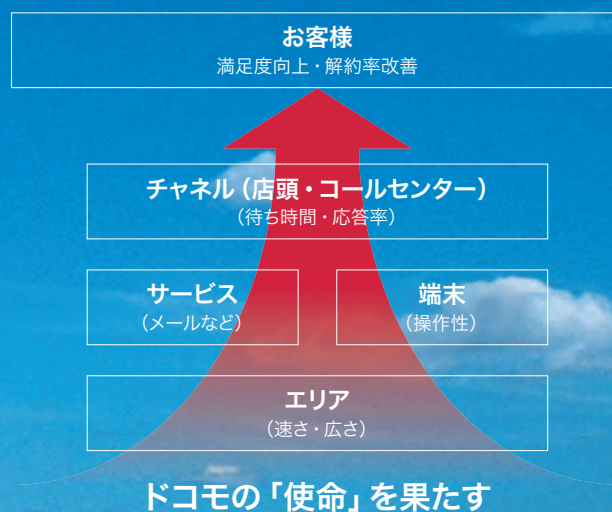 お客様
満足度向上・解約率改善
チャネル（店頭・コールセンター）
（待ち時間・応答率）
サービス
（メールなど）
端末
（操作性）
エリア
（速さ・広さ）
ドコモの「使命」を果たす